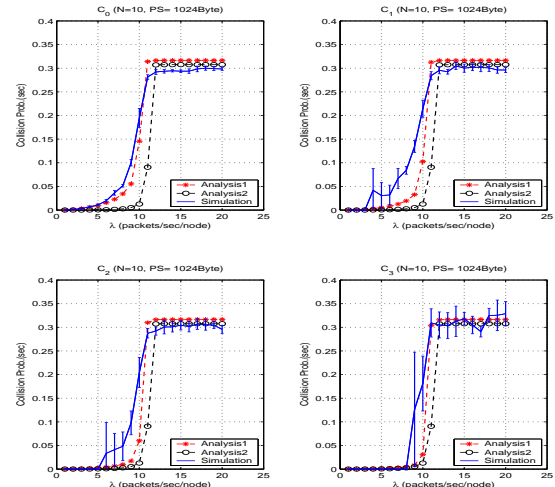 C0 (N=10, PS= 1024Byte)
0.4
0.35
0.3
0.25
0.2
0.15
0.1
0.05
0
Collision Prob.(sec)
Analysis1
Analysis2
Simulation
0 5 10 15 20 25
λ (packets/sec/node)
C1 (N=10, PS= 1024Byte)
0.4
0.35
0.3
0.25
0.2
0.15
0.1
0.05
0
Collision Prob.(sec)
Analysis1
Analysis2
Simulation
0 5 10 15 20 25
λ (packets/sec/node)
C2 (N=10, PS= 1024Byte)
0.4
0.35
0.3
0.25
0.2
0.15
0.1
0.05
0
Collision Prob.(sec)
Analysis1
Analysis2
Simulation
0 5 10 15 20 25
λ (packets/sec/node)
C3 (N=10, PS= 1024Byte)
0.4
0.35
0.3
0.25
0.2
0.15
0.1
0.05
0
Collision Prob.(sec)
Analysis1
Analysis2
Simulation
0 5 10 15 20 25
λ (packets/sec/node)